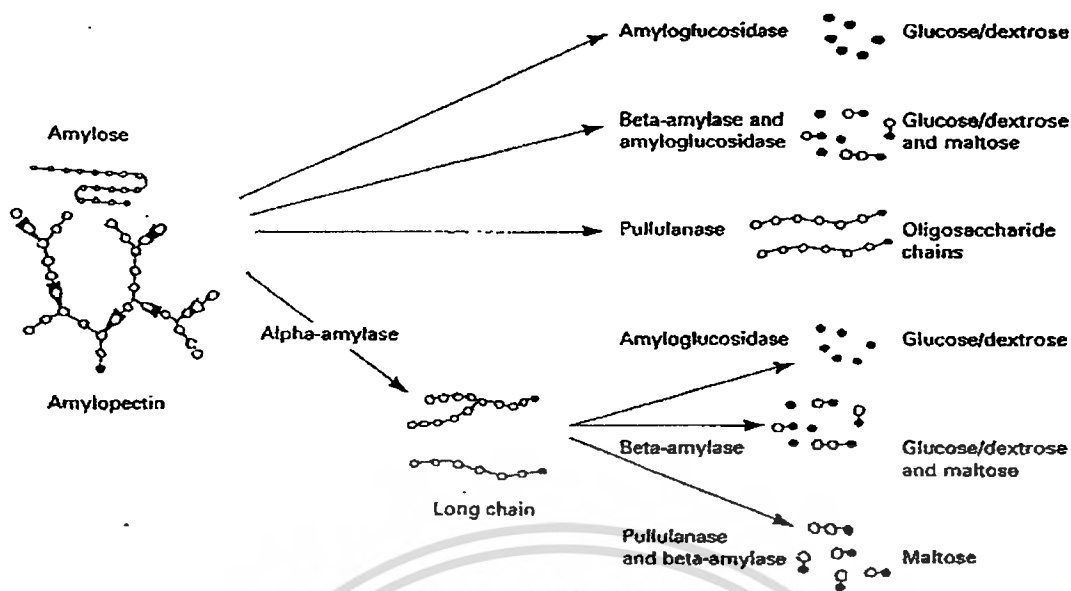 Amyloglucosidase
Glucose/dextrose
Amylose
Beta-amylase and
amyloglucosidase
Glucose/dextrose
and maltose
Pullulanase
Oligosaccharide
chains
Alpha-amylase
Amyloglucosidase
Glucose/dextrose
Amylopectin
Beta-amylase
Glucose/dextrose
and maltose
Long chain
Pullulanase
and beta-amylase
Maltose